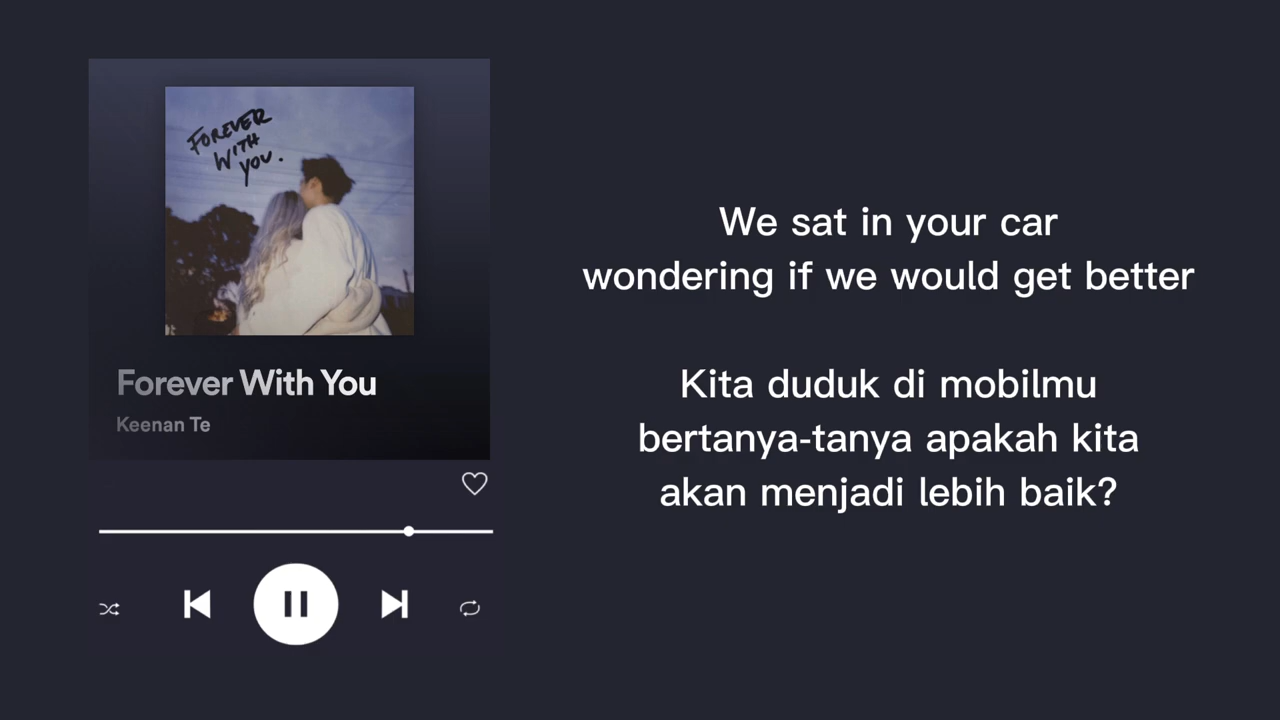 FOREVER
WITH
YOU.
Forever With You
Keenan Te
We sat in your car
wondering if we would get better
Kita duduk di mobilmu
bertanya-tanya apakah kita
akan menjadi lebih baik?